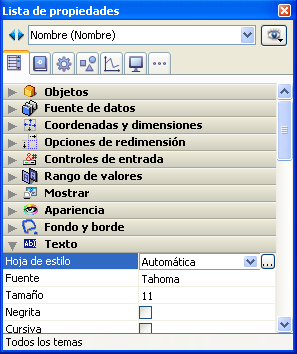 Lista de propiedades
Nombre (Nombre)
Objetos
Fuente de datos
Coordenadas y dimensiones
Opciones de redimensión
Controles de entrada
Rango de valores
Mostrar
Apariencia
Fondo y borde
Texto
Hoja de estilo Automática ...
Fuente Tahoma
Tamaño 11
Negrita
Cursiva
Todos los temas